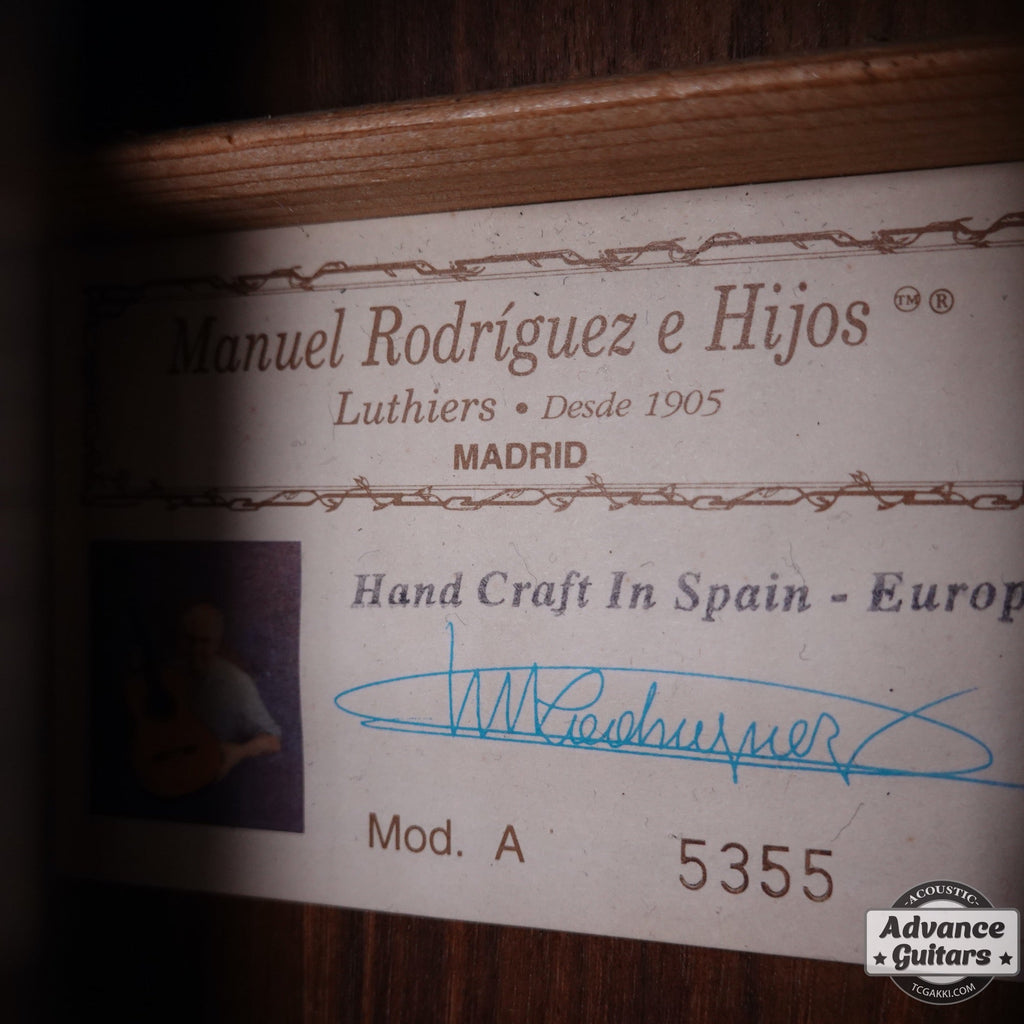 Manuel Rodríguez e Hijos ™ ®
Luthiers • Desde 1905
MADRID
Hand Craft In Spain - Europ
M Rodriguez
Mod. A 5355
ACOUSTIC
Advance
Guitars
TCGAKKI.COM